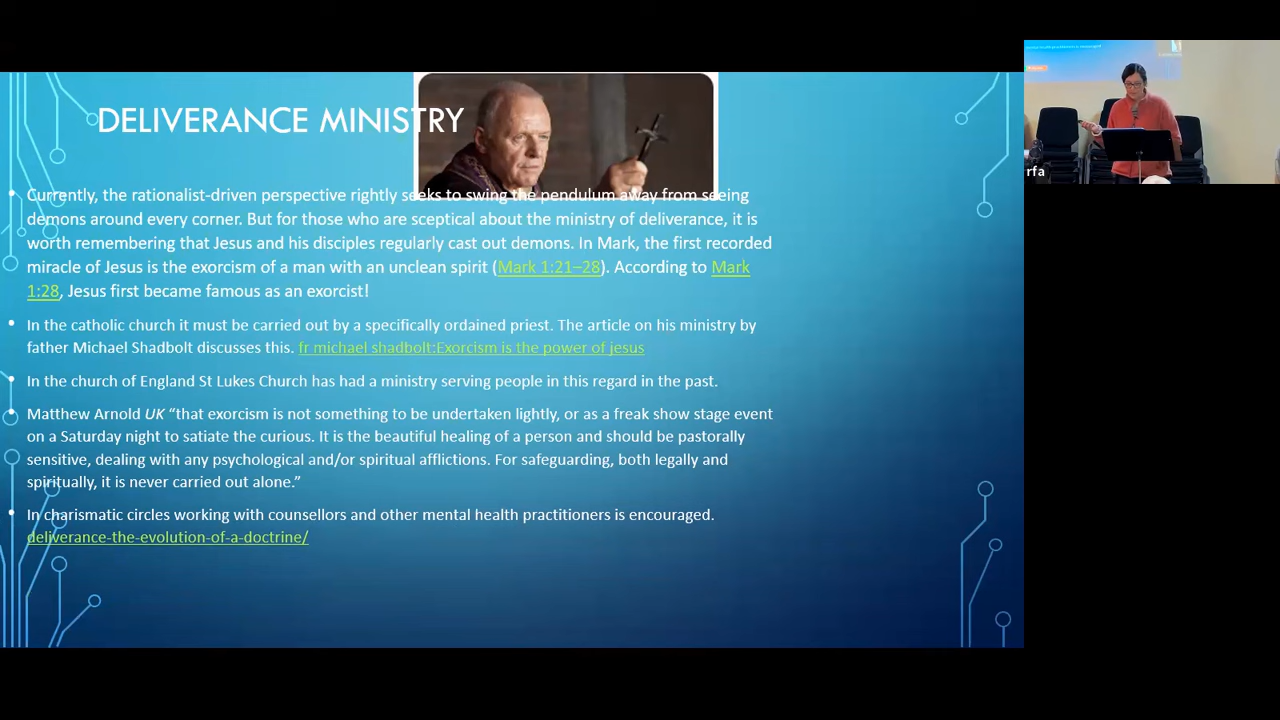 DELIVERANCE MINISTRY
Currently, the rationalist-driven perspective rightly seeks to swing the pendulum away from seeing
demons around every corner. But for those who are sceptical about the ministry of deliverance, it is
worth remembering that Jesus and his disciples regularly cast out demons. In Mark, the first recorded
miracle of Jesus is the exorcism of a man with an unclean spirit (Mark 1:21–28). According to Mark
1:28, Jesus first became famous as an exorcist!
In the catholic church it must be carried out by a specifically ordained priest. The article on his ministry by
father Michael Shadbolt discusses this. fr michael shadbolt:Exorcism is the power of jesus
In the church of England St Lukes Church has had a ministry serving people in this regard in the past.
Matthew Arnold UK “that exorcism is not something to be undertaken lightly, or as a freak show stage event
on a Saturday night to satiate the curious. It is the beautiful healing of a person and should be pastorally
sensitive, dealing with any psychological and/or spiritual afflictions. For safeguarding, both legally and
spiritually, it is never carried out alone.”
In charismatic circles working with counsellors and other mental health practitioners is encouraged.
deliverance-the-evolution-of-a-doctrine/
rfa